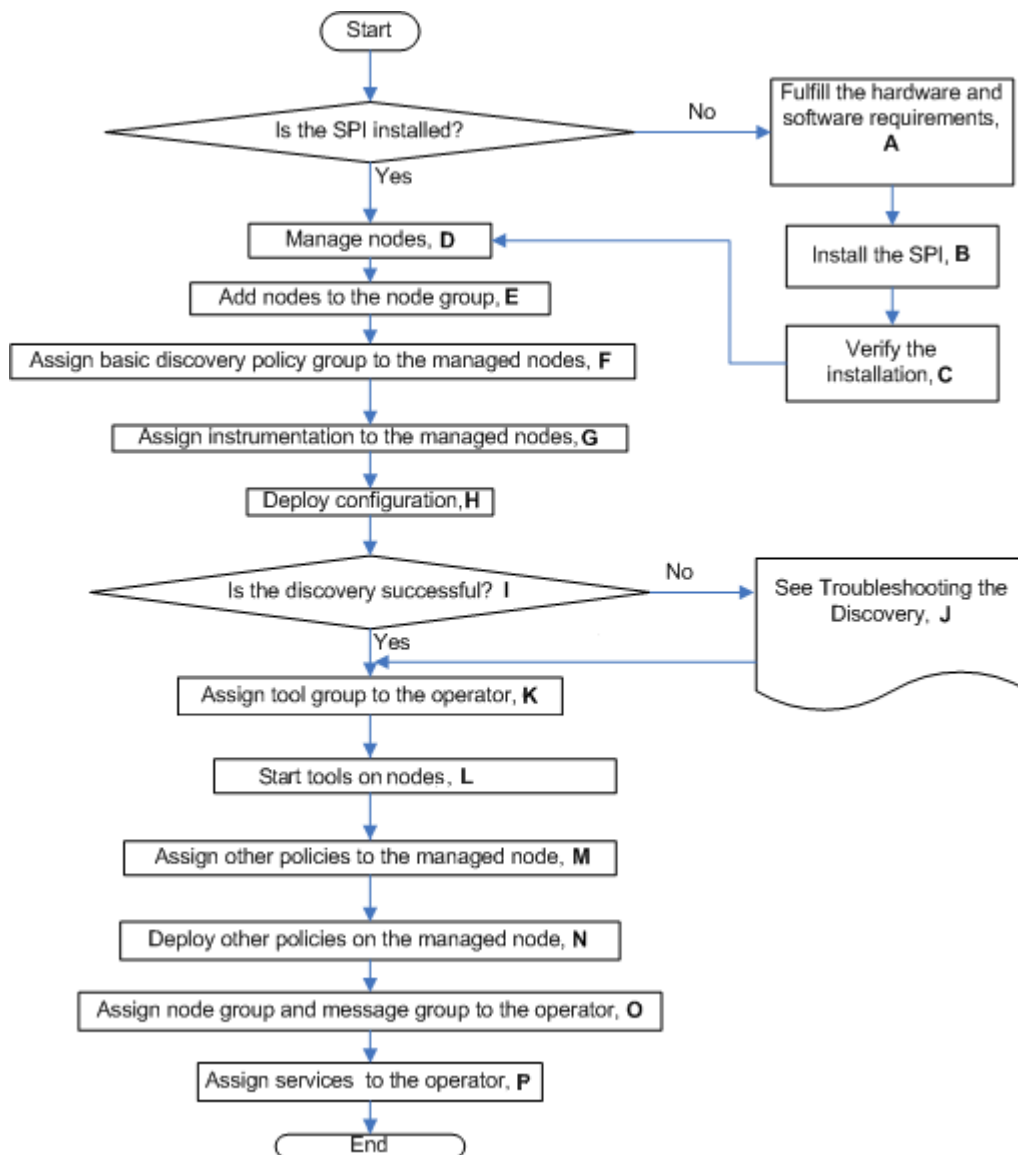 Start
Is the SPI installed?
No
Fulfill the hardware and
software requirements,
A
Yes
Manage nodes, D
Install the SPI, B
Add nodes to the node group, E
Verify the
installation, C
Assign basic discovery policy group to the managed nodes, F
Assign instrumentation to the managed nodes, G
Deploy configuration, H
Is the discovery successful? I
No
See Troubleshooting the
Discovery, J
Yes
Assign tool group to the operator, K
Start tools on nodes, L
Assign other policies to the managed node, M
Deploy other policies on the managed node, N
Assign node group and message group to the operator, O
Assign services to the operator, P
End